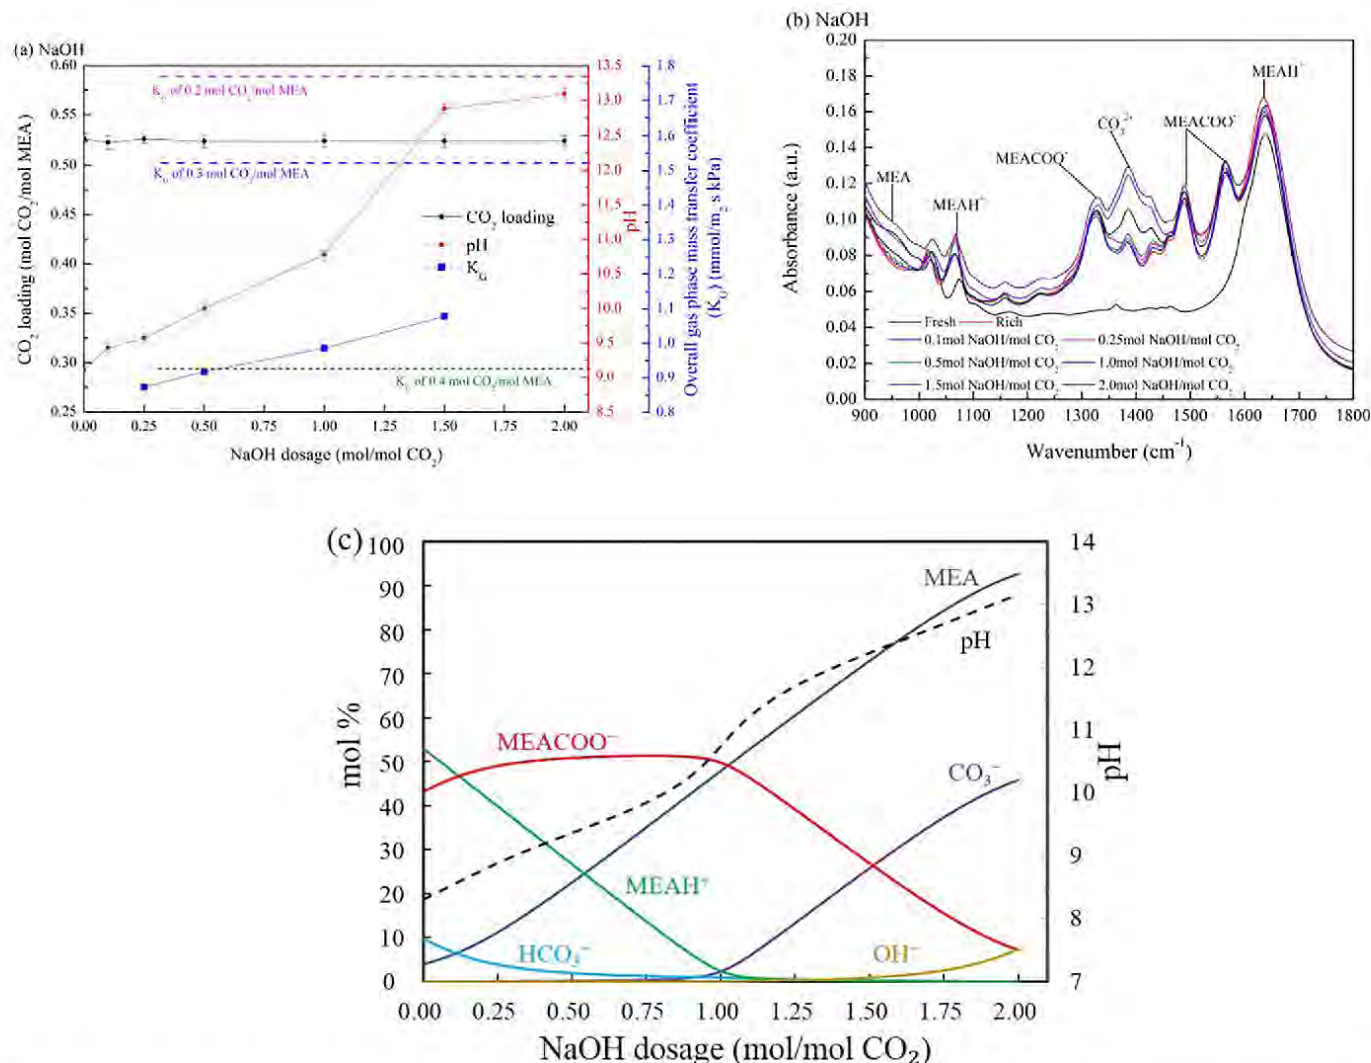 (a) NaOH
0.60
0.55
0.50
0.45
0.40
0.35
0.30
0.25
CO₂ loading (mol CO₂/mol MEA)
K_G of 0.2 mol CO₂/mol MEA
K_G of 0.3 mol CO₂/mol MEA
K_G of 0.4 mol CO₂/mol MEA
CO₂ loading
pH
K_G
13.5
13.0
12.5
12.0
11.5
11.0
10.5
10.0
9.5
9.0
8.5
pH
1.8
1.7
1.6
1.5
1.4
1.3
1.2
1.1
1.0
0.9
0.8
Overall gas phase mass transfer coefficient
(K_G) (mmol/m₂ s kPa)
0.00 0.25 0.50 0.75 1.00 1.25 1.50 1.75 2.00
NaOH dosage (mol/mol CO₂)
(b) NaOH
0.20
0.18
0.16
0.14
0.12
0.10
0.08
0.06
0.04
0.02
0.00
Absorbance (a.u.)
MEAH⁺
CO₃²⁻
MEACOO⁻
MEACOO⁻
MEA
MEAH⁺
Fresh Rich
0.1mol NaOH/mol CO₂ 0.25mol NaOH/mol CO₂
0.5mol NaOH/mol CO₂ 1.0mol NaOH/mol CO₂
1.5mol NaOH/mol CO₂ 2.0mol NaOH/mol CO₂
900 1000 1100 1200 1300 1400 1500 1600 1700 1800
Wavenumber (cm⁻¹)
(c)
100
90
80
70
60
50
40
30
20
10
0
mol %
MEA
pH
MEACOO⁻
CO₃⁻
MEAH⁺
HCO₃⁻
OH⁻
14
13
12
11
10
9
8
7
pH
0.00 0.25 0.50 0.75 1.00 1.25 1.50 1.75 2.00
NaOH dosage (mol/mol CO₂)